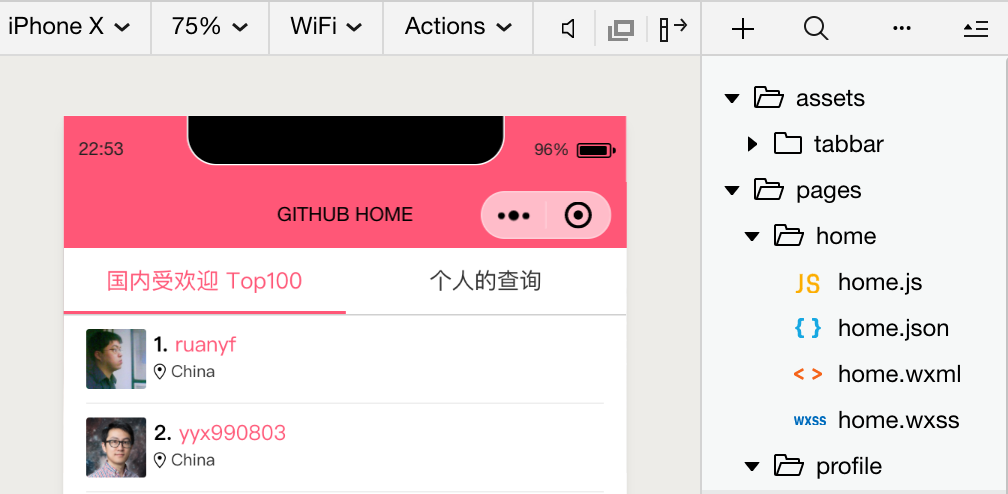 iPhone X 75% WiFi Actions
22:53 96%
GITHUB HOME
国内受欢迎 Top100 个人的查询
1. ruanyf
China
2. yyx990803
China
assets
tabbar
pages
home
JS home.js
{ } home.json
< > home.wxml
wxss home.wxss
profile